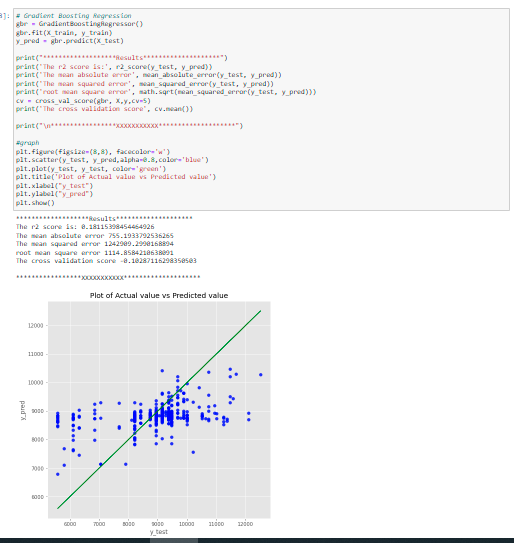 3]:
# Gradient Boosting Regression
gbr = GradientBoostingRegressor()
gbr.fit(X_train, y_train)
y_pred = gbr.predict(X_test)
print("********************Results*********************")
print('The r2 score is:', r2_score(y_test, y_pred))
print('The mean absolute error', mean_absolute_error(y_test, y_pred))
print('The mean squared error', mean_squared_error(y_test, y_pred))
print('root mean square error', math.sqrt(mean_squared_error(y_test, y_pred)))
cv = cross_val_score(gbr, X,y,cv=5)
print('The cross validation score', cv.mean())
print("\n******************XXXXXXXXXXX*********************")
#graph
plt.figure(figsize=(8,8), facecolor='w')
plt.scatter(y_test, y_pred,alpha=0.8,color='blue')
plt.plot(y_test, y_test, color='green')
plt.title('Plot of Actual value vs Predicted value')
plt.xlabel("y_test")
plt.ylabel("y_pred")
plt.show()
********************Results*********************
The r2 score is: 0.18115398454464926
The mean absolute error 755.1933792536265
The mean squared error 1242909.2990168894
root mean square error 1114.8584210638091
The cross validation score -0.10287116298350503
******************XXXXXXXXXXX*********************
Plot of Actual value vs Predicted value
12000
11000
10000
9000
8000
7000
6000
y_pred
6000 7000 8000 9000 10000 11000 12000
y_test